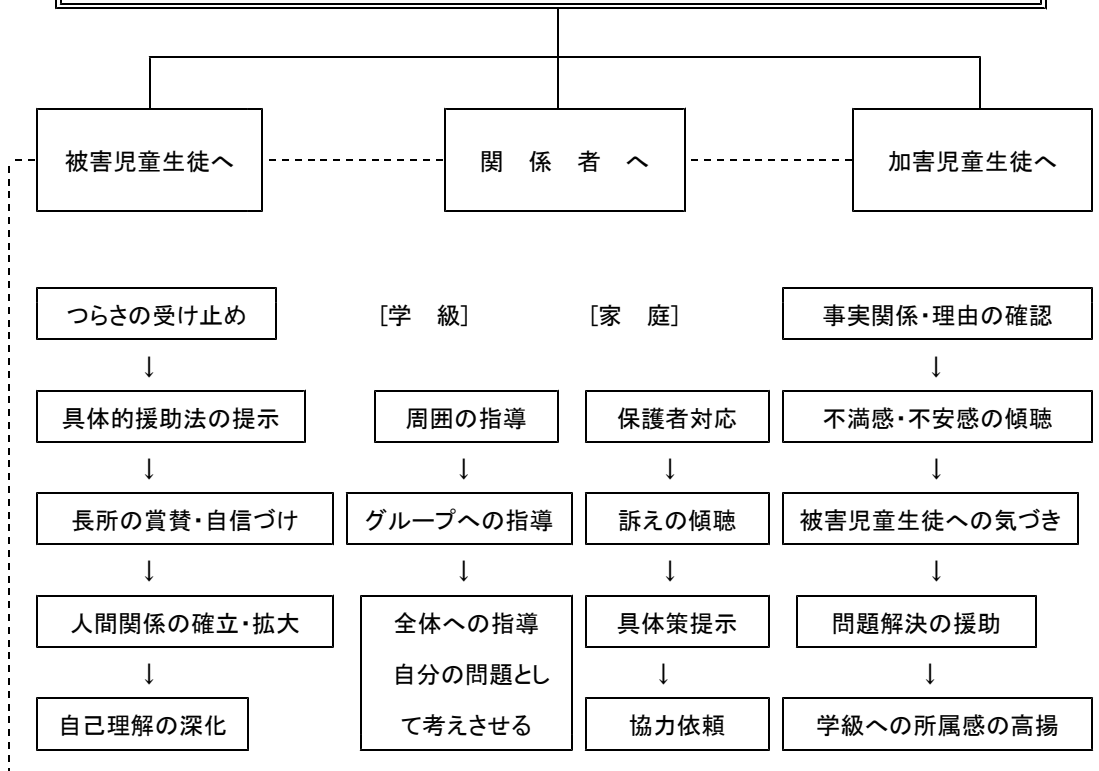 被害児童生徒へ
関　係　者　へ
加害児童生徒へ
つらさの受け止め
↓
具体的援助法の提示
↓
長所の賞賛・自信づけ
↓
人間関係の確立・拡大
↓
自己理解の深化
[学　級]
周囲の指導
↓
グループへの指導
↓
全体への指導
自分の問題とし
て考えさせる
[家　庭]
保護者対応
↓
訴えの傾聴
↓
具体策提示
↓
協力依頼
事実関係・理由の確認
↓
不満感・不安感の傾聴
↓
被害児童生徒への気づき
↓
問題解決の援助
↓
学級への所属感の高揚